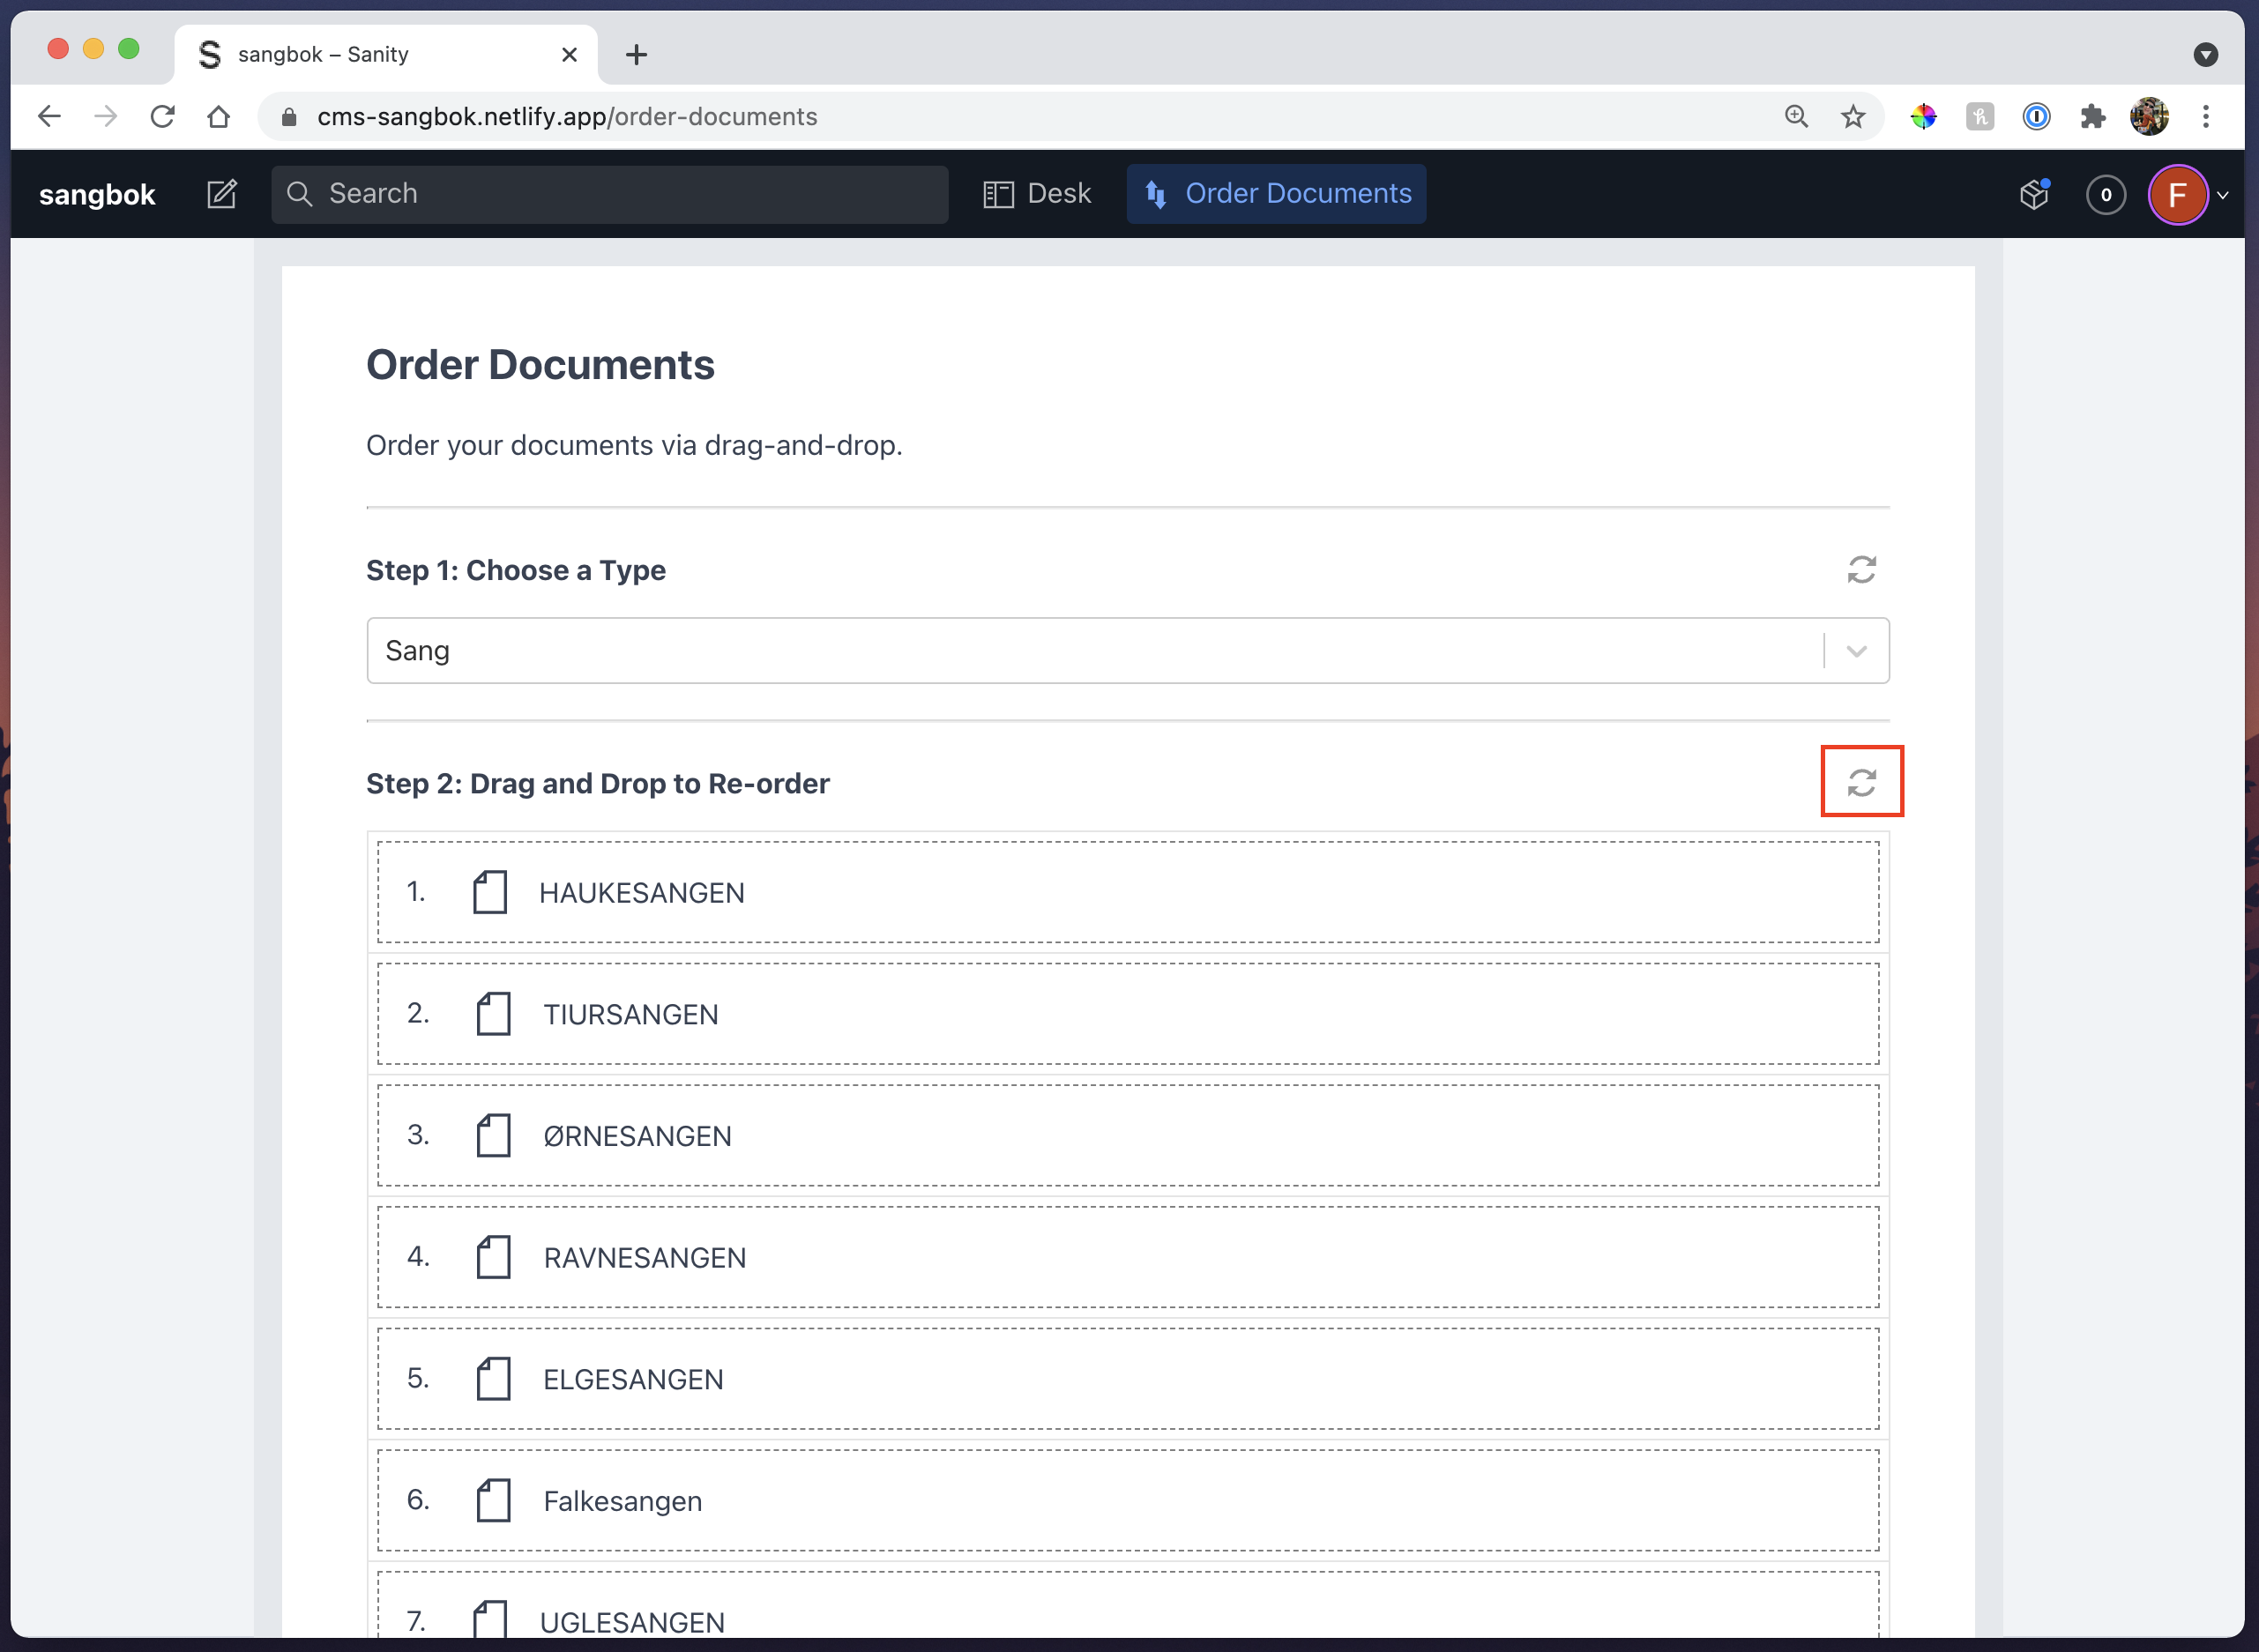 sangbok – Sanity
cms-sangbok.netlify.app/order-documents
sangbok
Search
Desk
Order Documents
0
F
Order Documents
Order your documents via drag-and-drop.
Step 1: Choose a Type
Sang
Step 2: Drag and Drop to Re-order
1. HAUKESANGEN
2. TIURSANGEN
3. ØRNESANGEN
4. RAVNESANGEN
5. ELGESANGEN
6. Falkesangen
7. UGLESANGEN